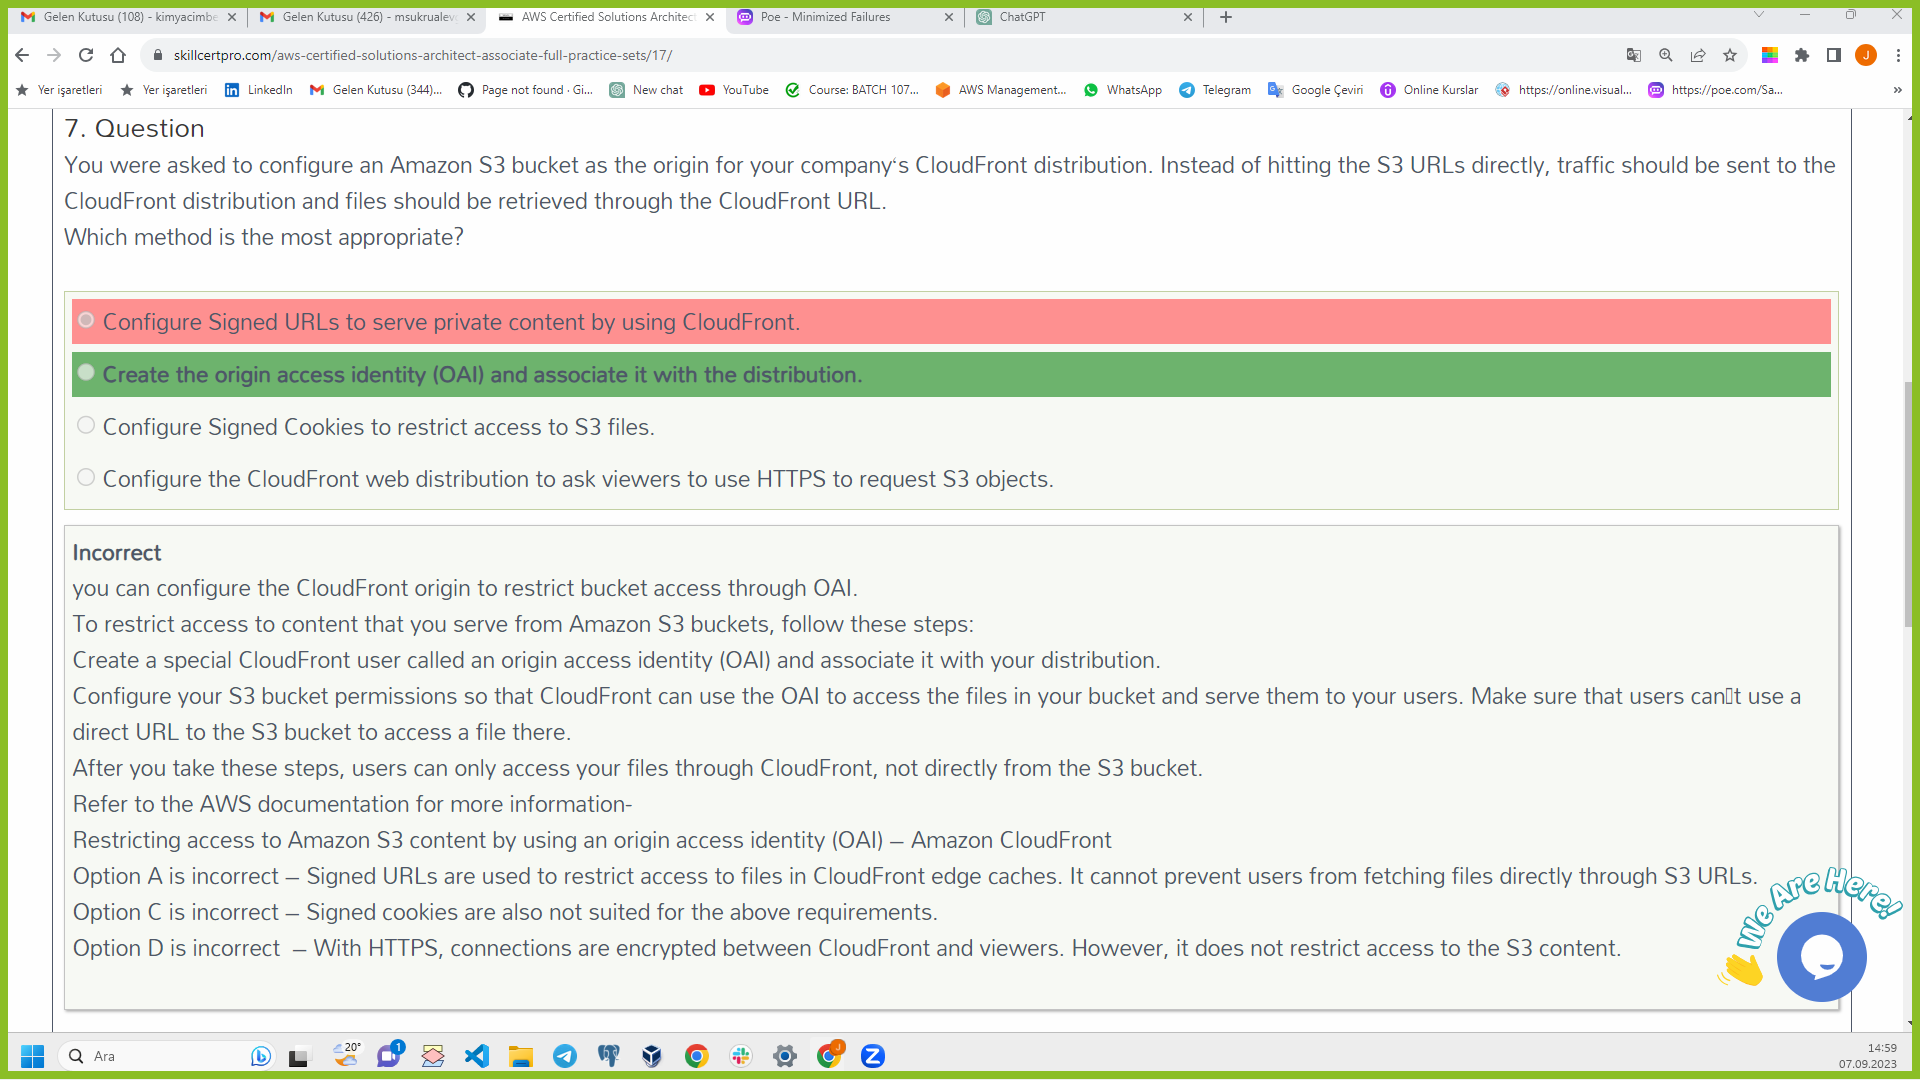 Gelen Kutusu (108) - kimyacimbe
Gelen Kutusu (426) - msukrualev
AWS Certified Solutions Architec
Poe - Minimized Failures
ChatGPT
skillcertpro.com/aws-certified-solutions-architect-associate-full-practice-sets/17/
J
Yer işaretleri
Yer işaretleri
LinkedIn
Gelen Kutusu (344)...
Page not found · Gi...
New chat
YouTube
Course: BATCH 107...
AWS Management...
WhatsApp
Telegram
Google Çeviri
Online Kurslar
https://online.visual...
https://poe.com/Sa...
7. Question
You were asked to configure an Amazon S3 bucket as the origin for your company‘s CloudFront distribution. Instead of hitting the S3 URLs directly, traffic should be sent to the
CloudFront distribution and files should be retrieved through the CloudFront URL.
Which method is the most appropriate?
Configure Signed URLs to serve private content by using CloudFront.
Create the origin access identity (OAI) and associate it with the distribution.
Configure Signed Cookies to restrict access to S3 files.
Configure the CloudFront web distribution to ask viewers to use HTTPS to request S3 objects.
Incorrect
you can configure the CloudFront origin to restrict bucket access through OAI.
To restrict access to content that you serve from Amazon S3 buckets, follow these steps:
Create a special CloudFront user called an origin access identity (OAI) and associate it with your distribution.
Configure your S3 bucket permissions so that CloudFront can use the OAI to access the files in your bucket and serve them to your users. Make sure that users can▯t use a
direct URL to the S3 bucket to access a file there.
After you take these steps, users can only access your files through CloudFront, not directly from the S3 bucket.
Refer to the AWS documentation for more information-
Restricting access to Amazon S3 content by using an origin access identity (OAI) – Amazon CloudFront
Option A is incorrect – Signed URLs are used to restrict access to files in CloudFront edge caches. It cannot prevent users from fetching files directly through S3 URLs.
Option C is incorrect – Signed cookies are also not suited for the above requirements.
Option D is incorrect – With HTTPS, connections are encrypted between CloudFront and viewers. However, it does not restrict access to the S3 content.
We Are Here!
Ara
20°
1
J
Z
14:59
07.09.2023